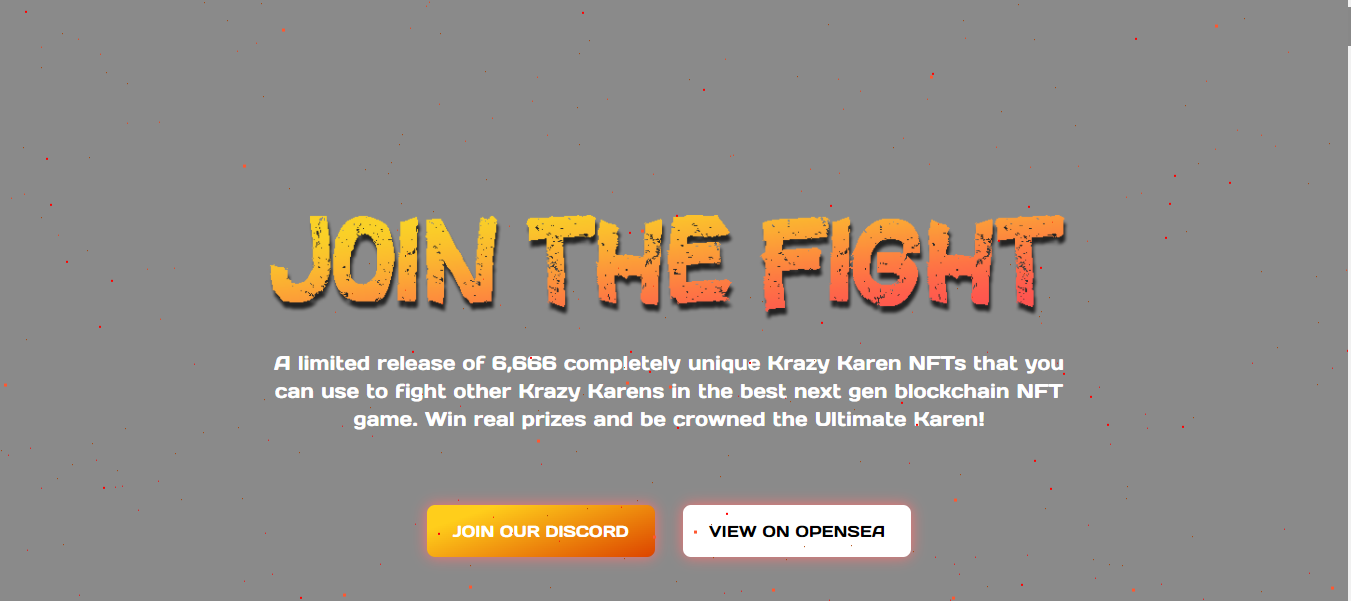 JOIN THE FIGHT
A limited release of 6,666 completely unique Krazy Karen NFTs that you
can use to fight other Krazy Karens in the best next gen blockchain NFT
game. Win real prizes and be crowned the Ultimate Karen!
JOIN OUR DISCORD
VIEW ON OPENSEA